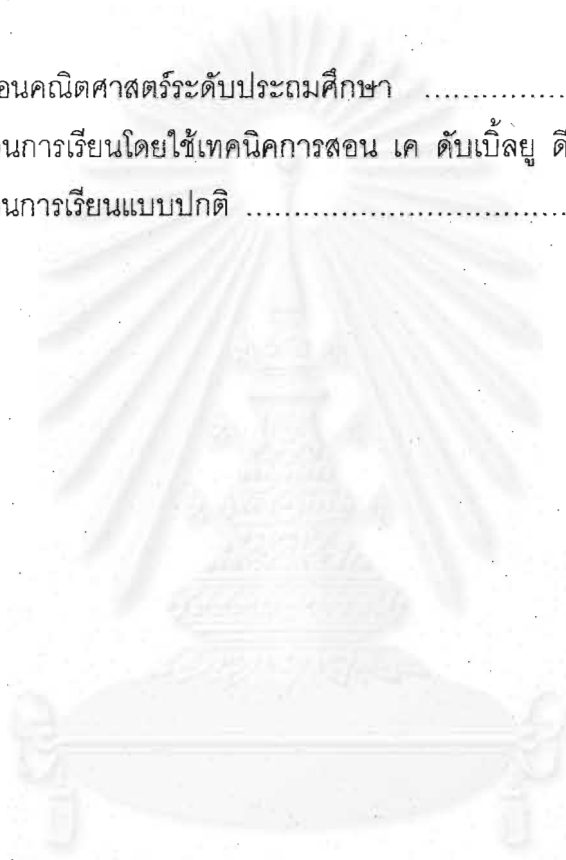 อนคณิตศาสตร์ระดับประถมศึกษา ...............
นการเรียนโดยใช้เทคนิคการสอน เค ดับเบิ้ลยู ดี
นการเรียนแบบปกติ ..................................